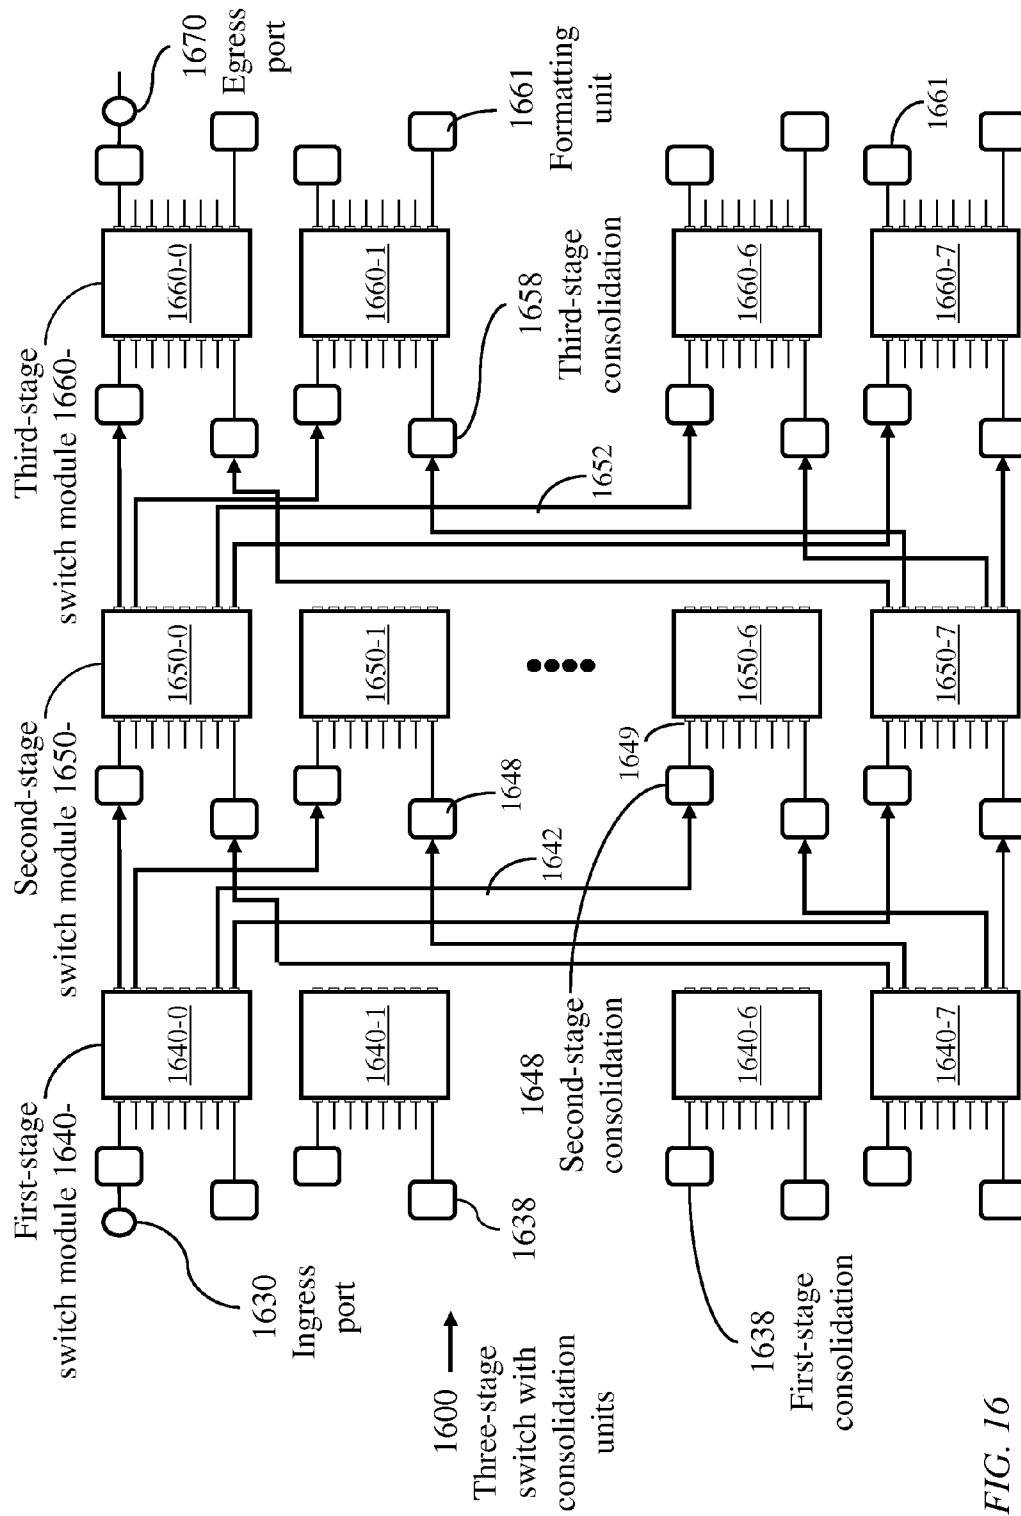 First-stage
switch module 1640-
Second-stage
switch module 1650-
Third-stage
switch module 1660-
1630
Ingress
port
1670
Egress
port
1640-0
1650-0
1660-0
1640-1
1650-1
1660-1
1638
1648
1658
Third-stage
consolidation
1661
Formatting
unit
1600
Three-stage
switch with
consolidation
units
1642
1652
1648
Second-stage
consolidation
1649
1640-6
1650-6
1660-6
1638
First-stage
consolidation
1640-7
1650-7
1660-7
1661
FIG. 16